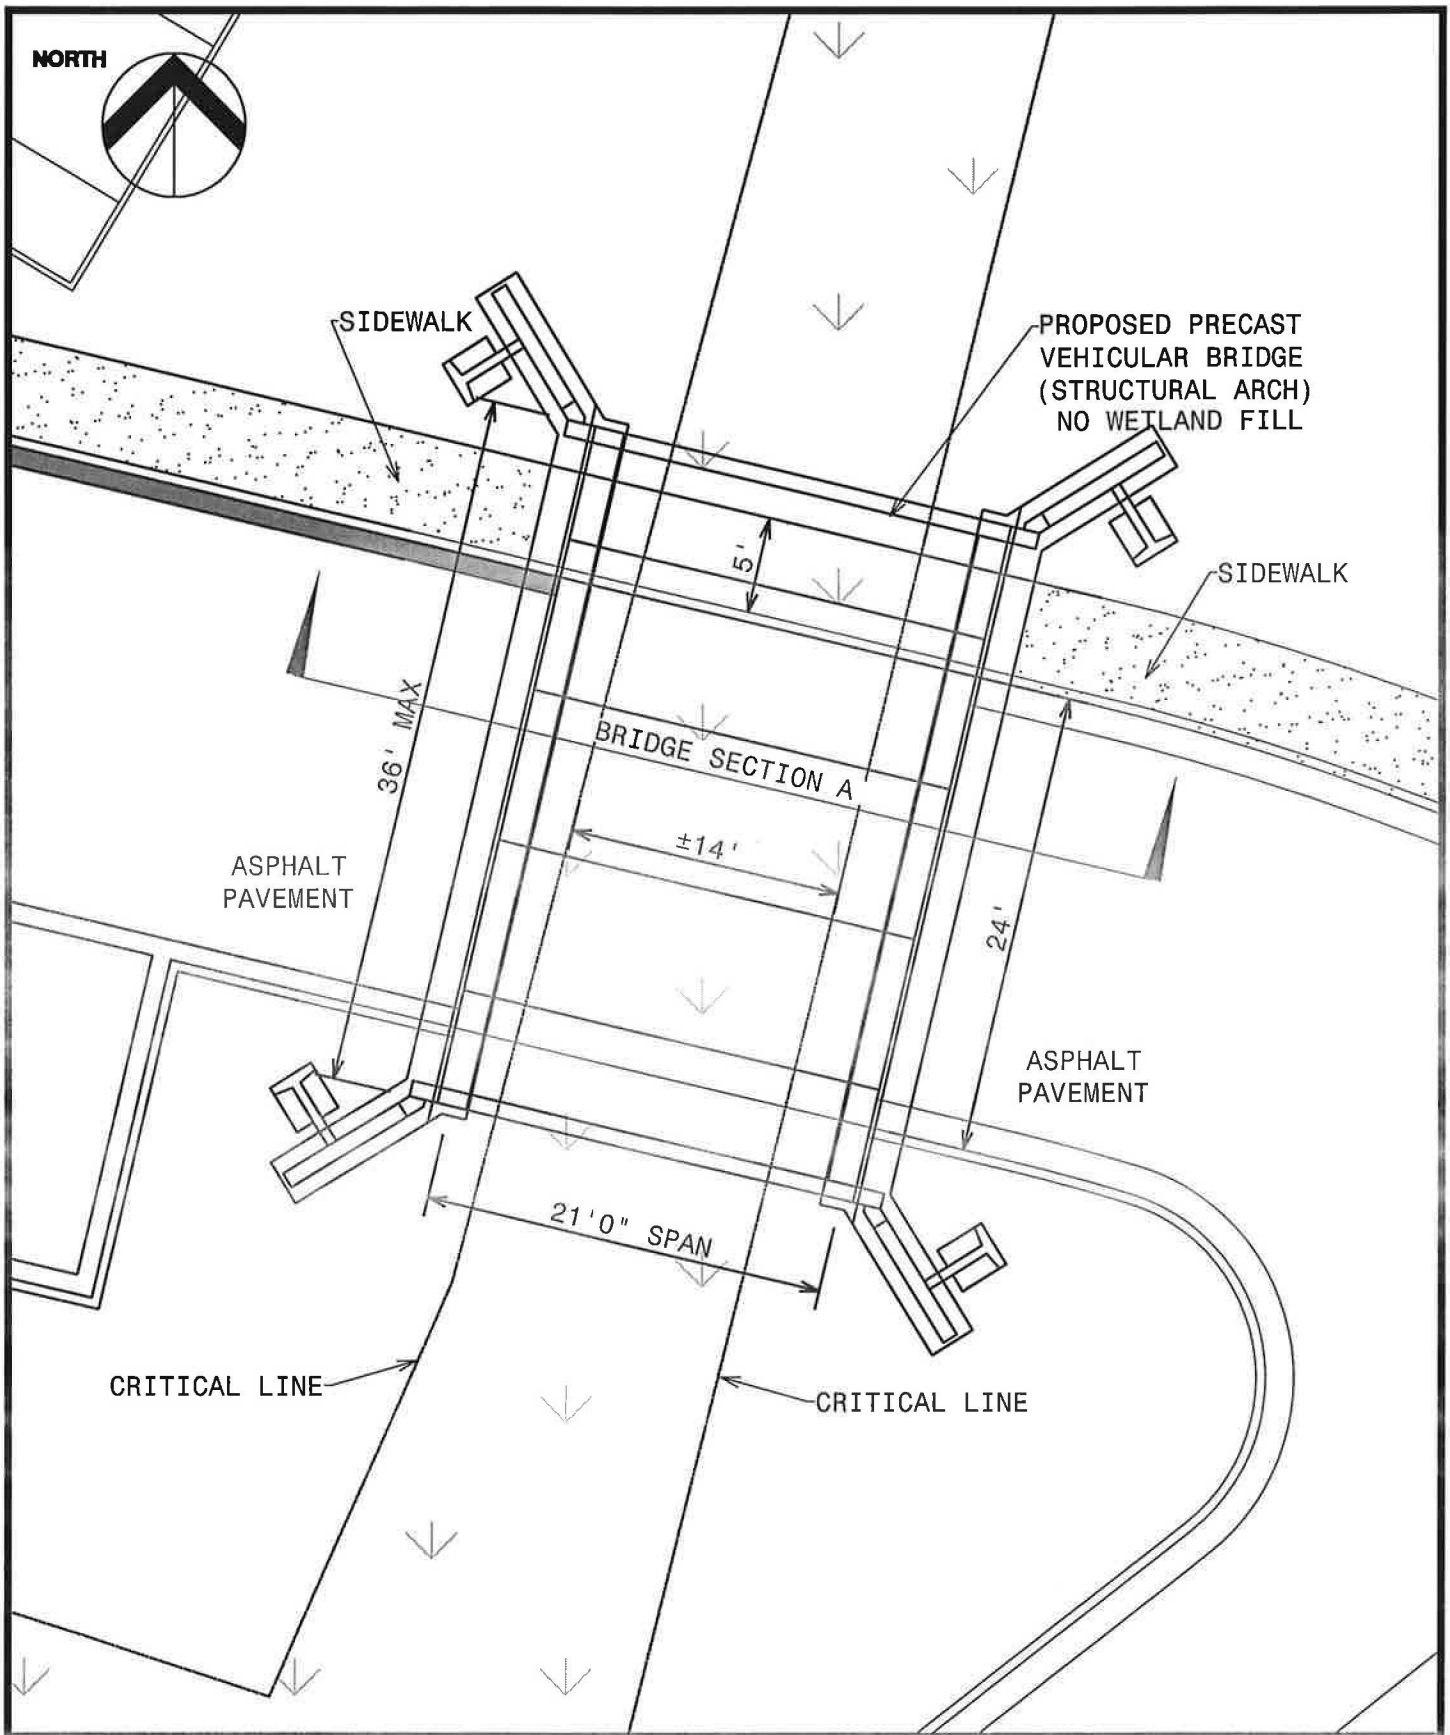 NORTH
SIDEWALK
PROPOSED PRECAST
VEHICULAR BRIDGE
(STRUCTURAL ARCH)
NO WETLAND FILL
5'
SIDEWALK
36' MAX
BRIDGE SECTION A
±14'
ASPHALT
PAVEMENT
24'
ASPHALT
PAVEMENT
21'0" SPAN
CRITICAL LINE
CRITICAL LINE